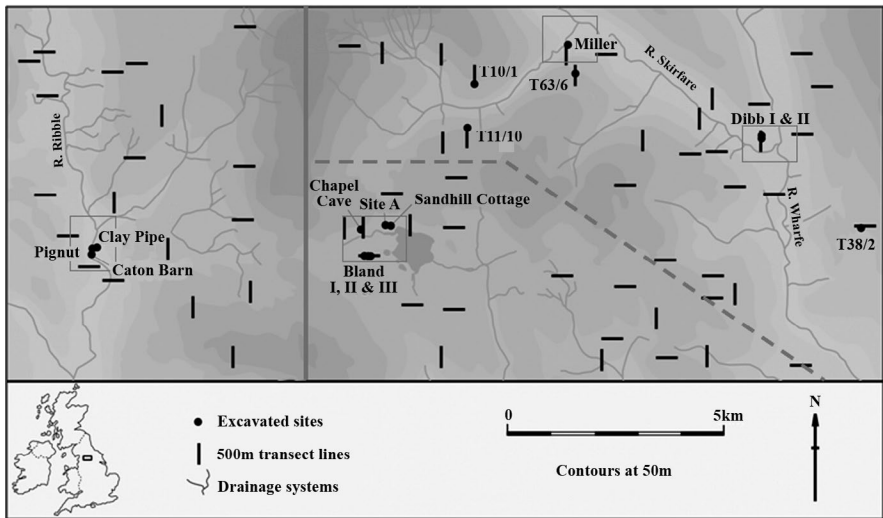 T10/1
Miller
T63/6
R. Skirfare
T11/10
Dibb I & II
R. Ribble
Chapel
Cave
Site A
Sandhill Cottage
R. Wharfe
Clay Pipe
Pignut
Caton Barn
Bland
I, II & III
T38/2
Excavated sites
500m transect lines
Drainage systems
0
5km
Contours at 50m
N